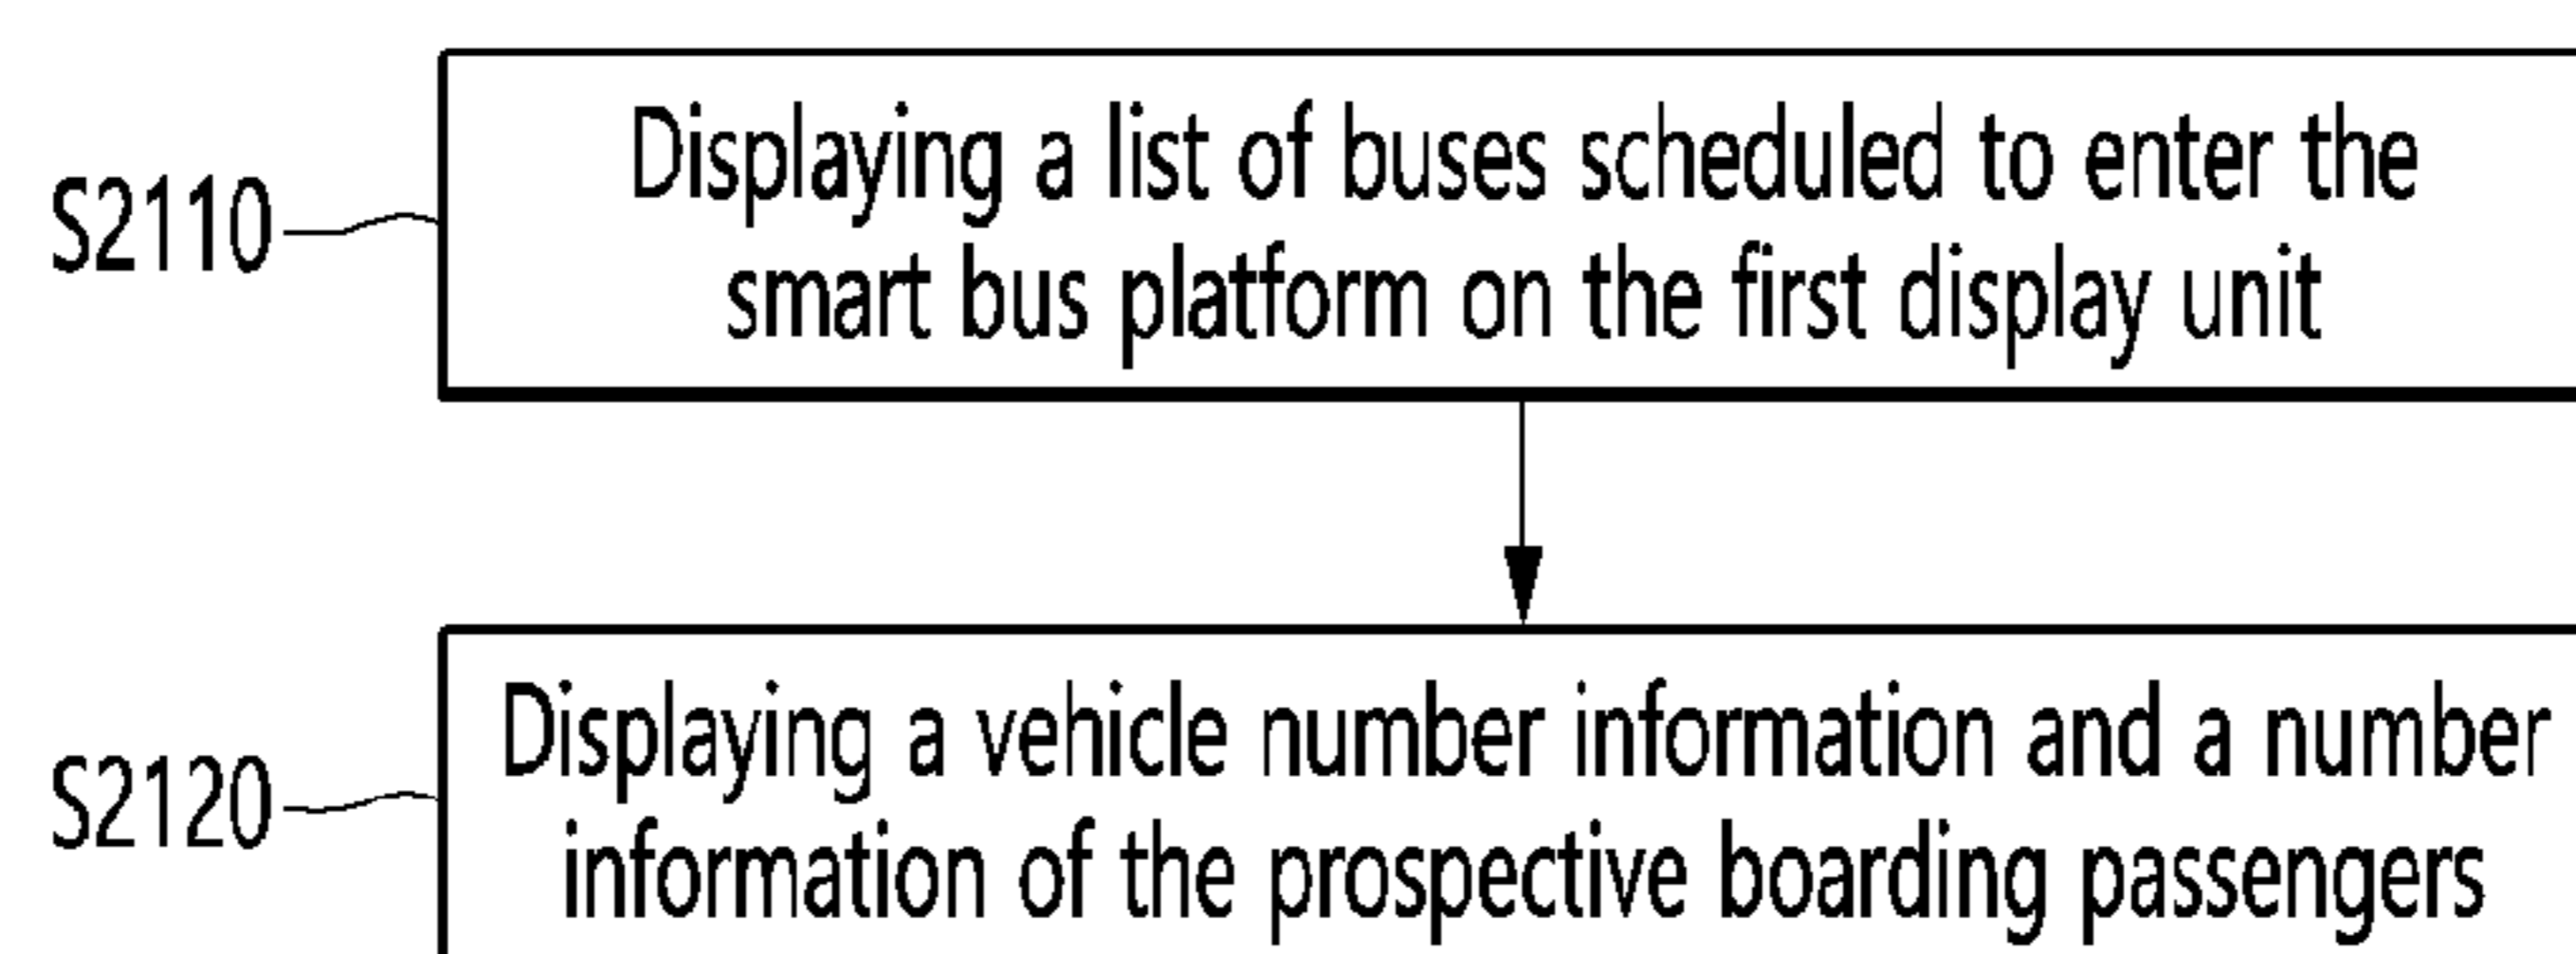 S2110
Displaying a list of buses scheduled to enter the
smart bus platform on the first display unit
S2120
Displaying a vehicle number information and a number
information of the prospective boarding passengers